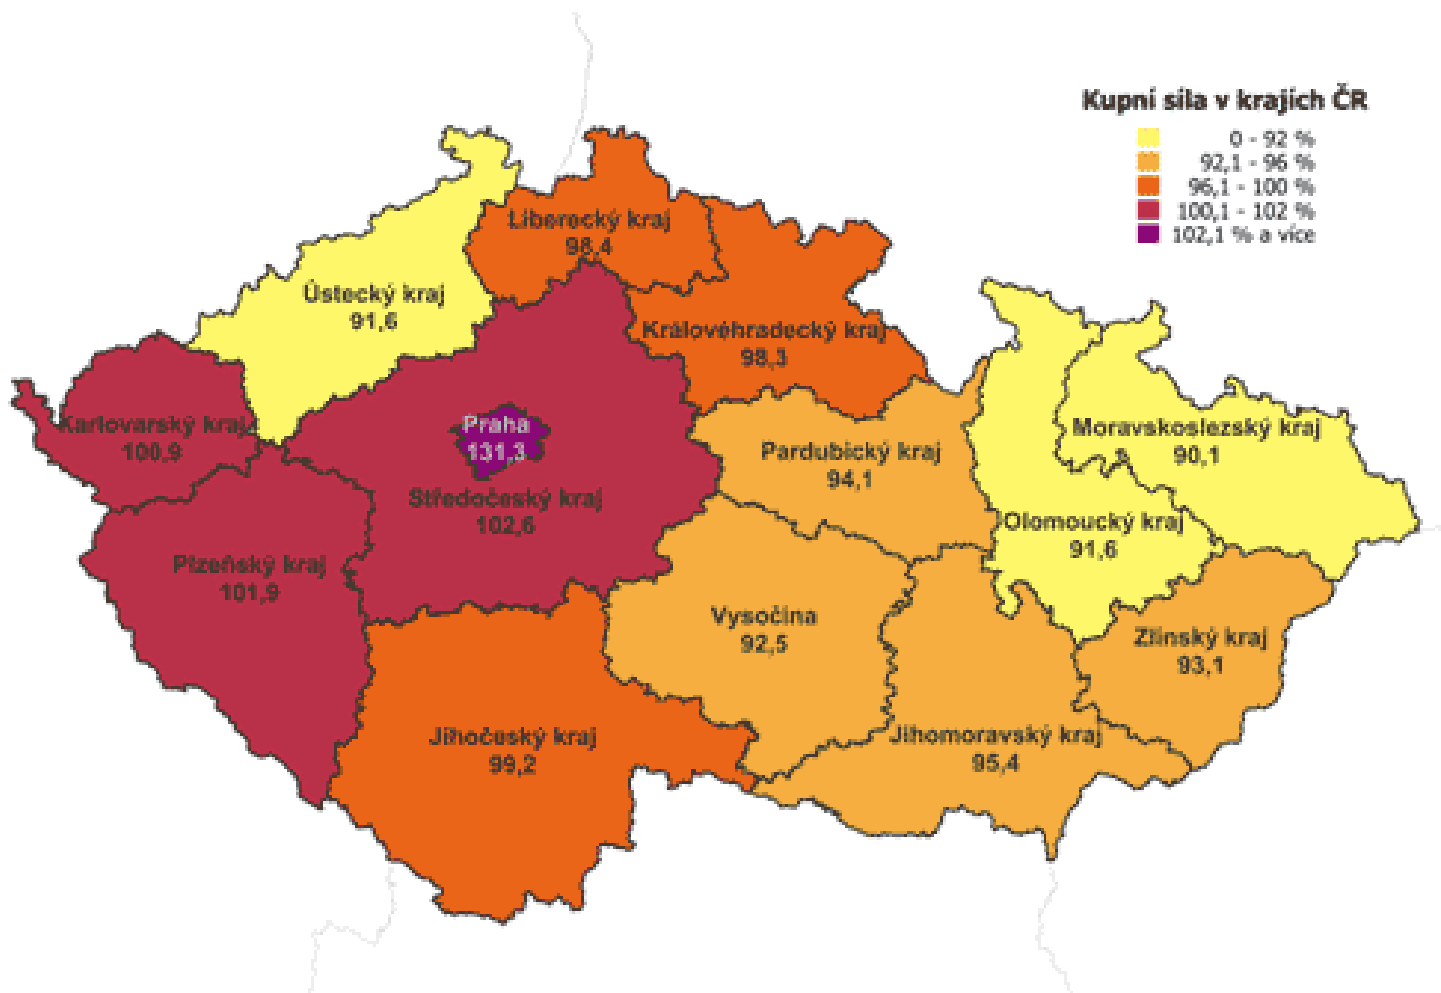 Kupní síla v krajích ČR
0 - 92 %
92,1 - 96 %
96,1 - 100 %
100,1 - 102 %
102,1 % a více
Liberecký kraj
98,4
Ústecký kraj
91,6
Královéhradecký kraj
98,3
Karlovarský kraj
100,9
Praha
131,3
Středočeský kraj
102,6
Pardubický kraj
94,1
Moravskoslezský kraj
90,1
Olomoucký kraj
91,6
Plzeňský kraj
101,9
Vysočina
92,5
Zlínský kraj
93,1
Jihočeský kraj
99,2
Jihomoravský kraj
95,4